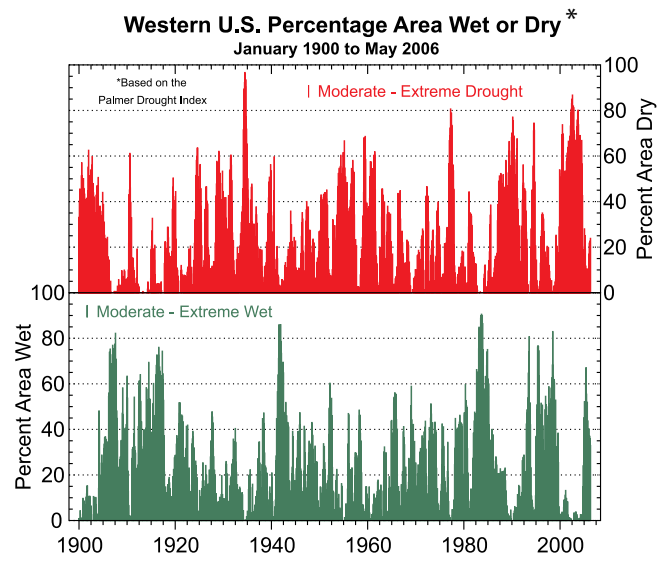 Western U.S. Percentage Area Wet or Dry *
January 1900 to May 2006
*Based on the
Palmer Drought Index
Moderate - Extreme Drought
100
80
60
40
20
0
Percent Area Dry
Moderate - Extreme Wet
100
80
60
40
20
0
Percent Area Wet
1900 1920 1940 1960 1980 2000